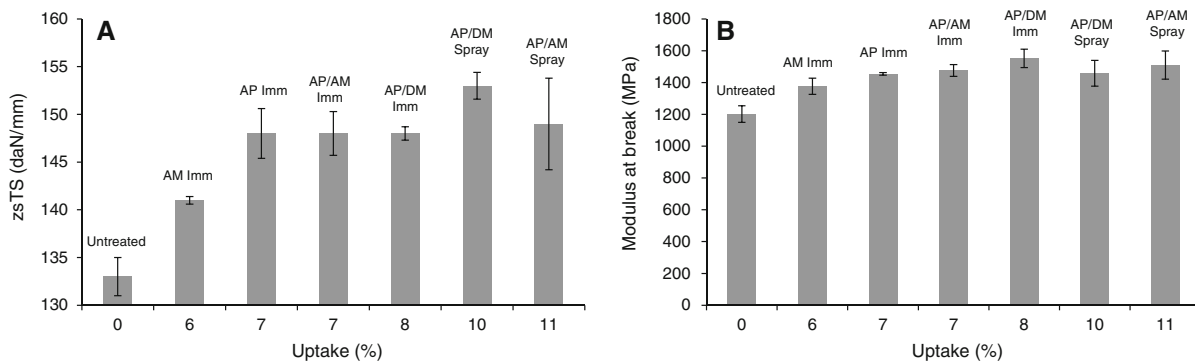 A
zsTS (daN/mm)
160
155
150
145
140
135
130
Untreated
AM Imm
AP Imm
AP/AM
Imm
AP/DM
Imm
AP/DM
Spray
AP/AM
Spray
0 6 7 7 8 10 11
Uptake (%)
B
Modulus at break (MPa)
1800
1600
1400
1200
1000
800
600
400
200
0
Untreated
AM Imm
AP Imm
AP/AM
Imm
AP/DM
Imm
AP/DM
Spray
AP/AM
Spray
0 6 7 7 8 10 11
Uptake (%)